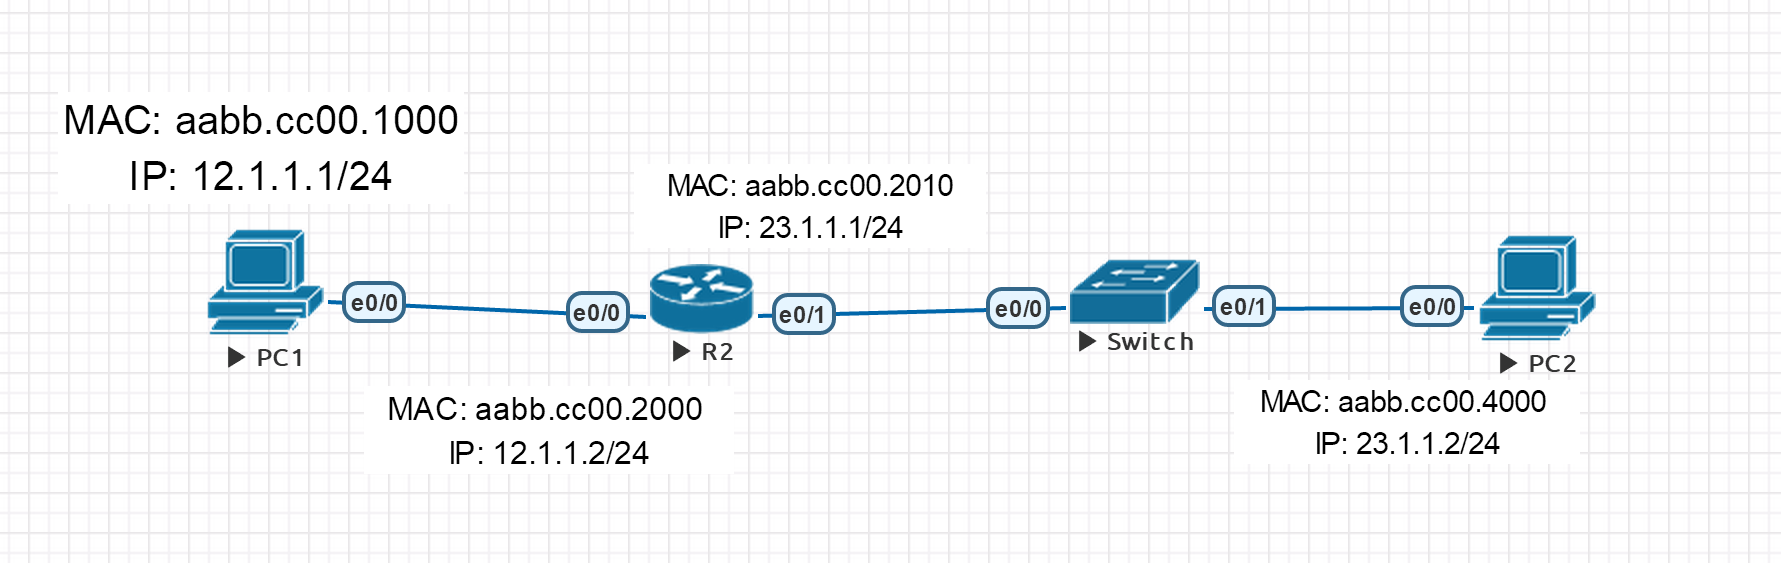 MAC: aabb.cc00.1000
IP: 12.1.1.1/24
MAC: aabb.cc00.2010
IP: 23.1.1.1/24
e0/0
e0/0
e0/1
e0/0
e0/1
e0/0
PC1
R2
Switch
PC2
MAC: aabb.cc00.2000
IP: 12.1.1.2/24
MAC: aabb.cc00.4000
IP: 23.1.1.2/24